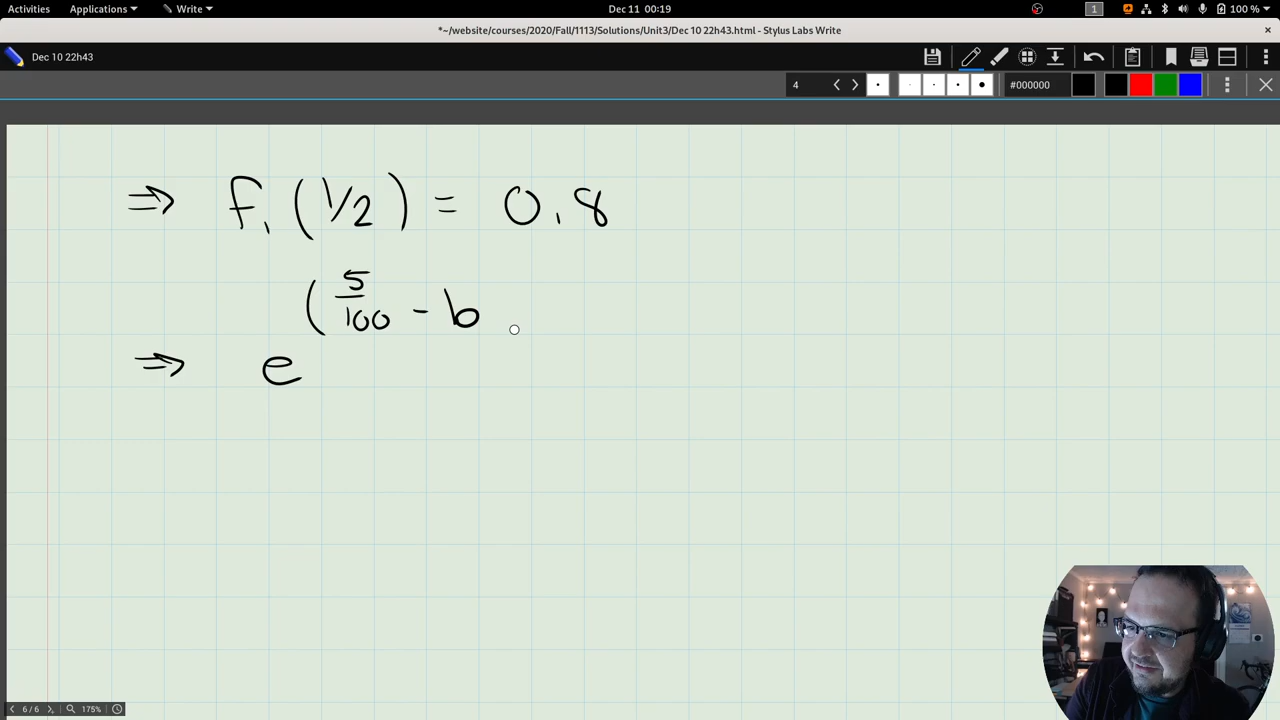 Activities Applications Write Dec 11 00:19 1 100 %
*~/website/courses/2020/Fall/1113/Solutions/Unit3/Dec 10 22h43.html - Stylus Labs Write
Dec 10 22h43
4 #000000
⇒ f₁(1/2) = 0.8
(5/100 - b
⇒ e
6/6 175%